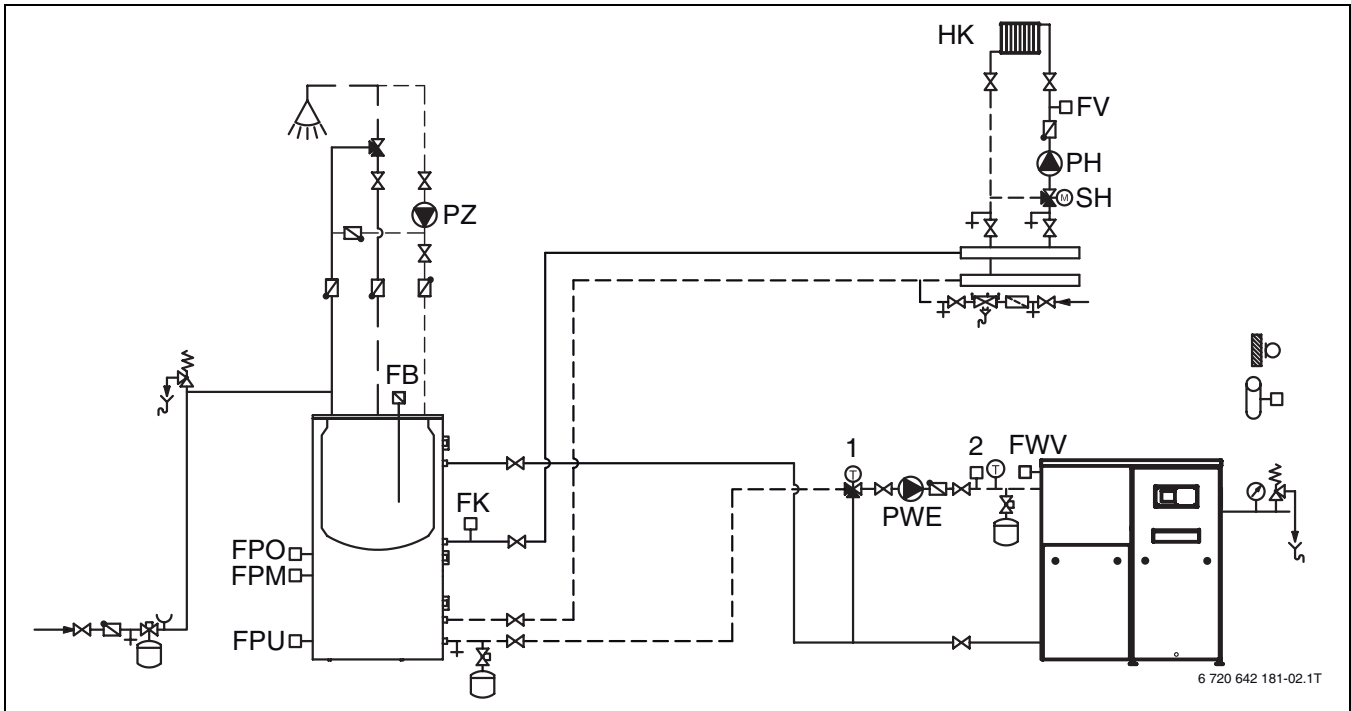 HK
FV
PH
M
SH
PZ
FB
1
T
2
T
FWV
PWE
FK
FPO
FPM
FPU
6 720 642 181-02.1T